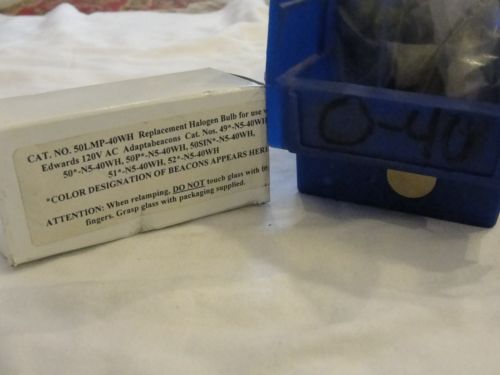 CAT. NO. 50LMP-40WH Replacement Halogen Bulb for use
Edwards 120V AC Adaptabeacons Cat. Nos. 49*-N5-40WH
50*-N5-40WH, 50P*-N5-40WH, 50SIN*-N5-40WH,
51*-N5-40WH, 52*-N5-40WH
*COLOR DESIGNATION OF BEACONS APPEARS HERE
ATTENTION: When relamping, DO NOT touch glass with
fingers. Grasp glass with packaging supplied.
0-40